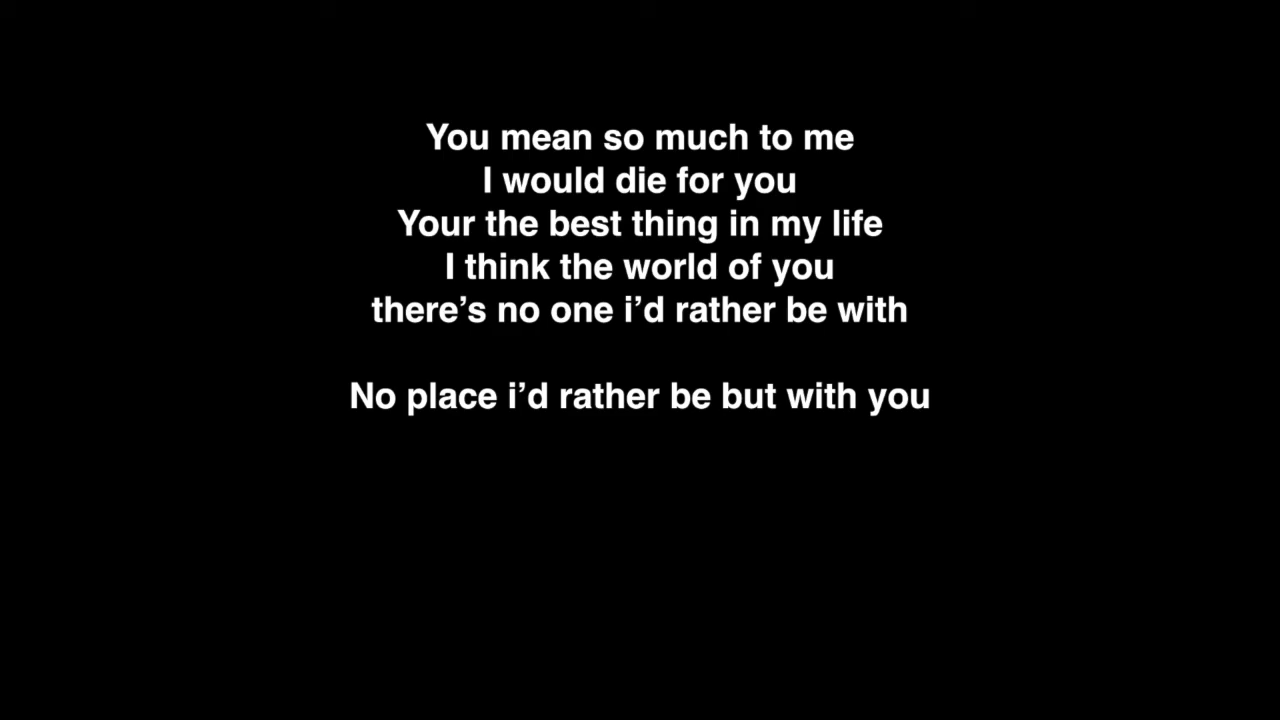 You mean so much to me
I would die for you
Your the best thing in my life
I think the world of you
there’s no one i’d rather be with
No place i’d rather be but with you